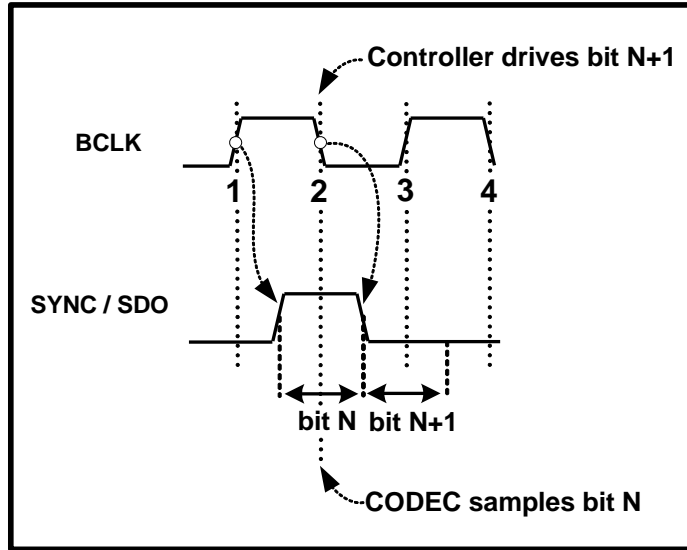 Controller drives bit N+1
BCLK
1 2 3 4
SYNC / SDO
bit N bit N+1
CODEC samples bit N